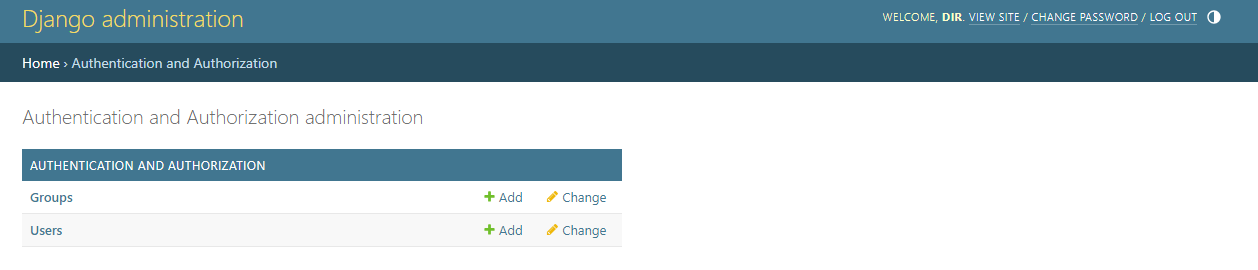 Django administration
WELCOME, DIR. VIEW SITE / CHANGE PASSWORD / LOG OUT
Home › Authentication and Authorization
Authentication and Authorization administration
AUTHENTICATION AND AUTHORIZATION
Groups Add Change
Users Add Change